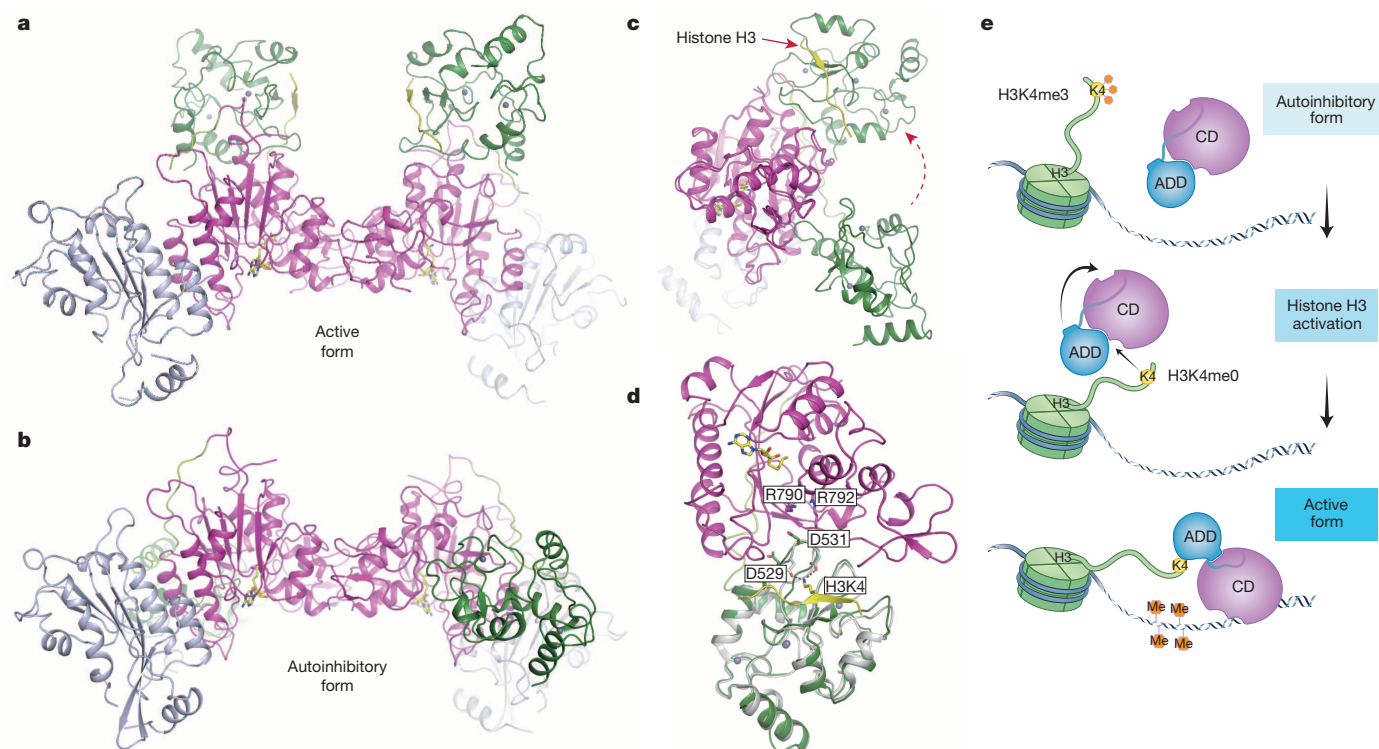 a
Active
form
b
Autoinhibitory
form
c
Histone H3
d
R790
R792
D531
D529
H3K4
e
H3K4me3
K4
H3
CD
ADD
Autoinhibitory
form
CD
ADD
K4
H3K4me0
H3
Histone H3
activation
Active
form
ADD
H3
K4
CD
Me
Me
Me
Me